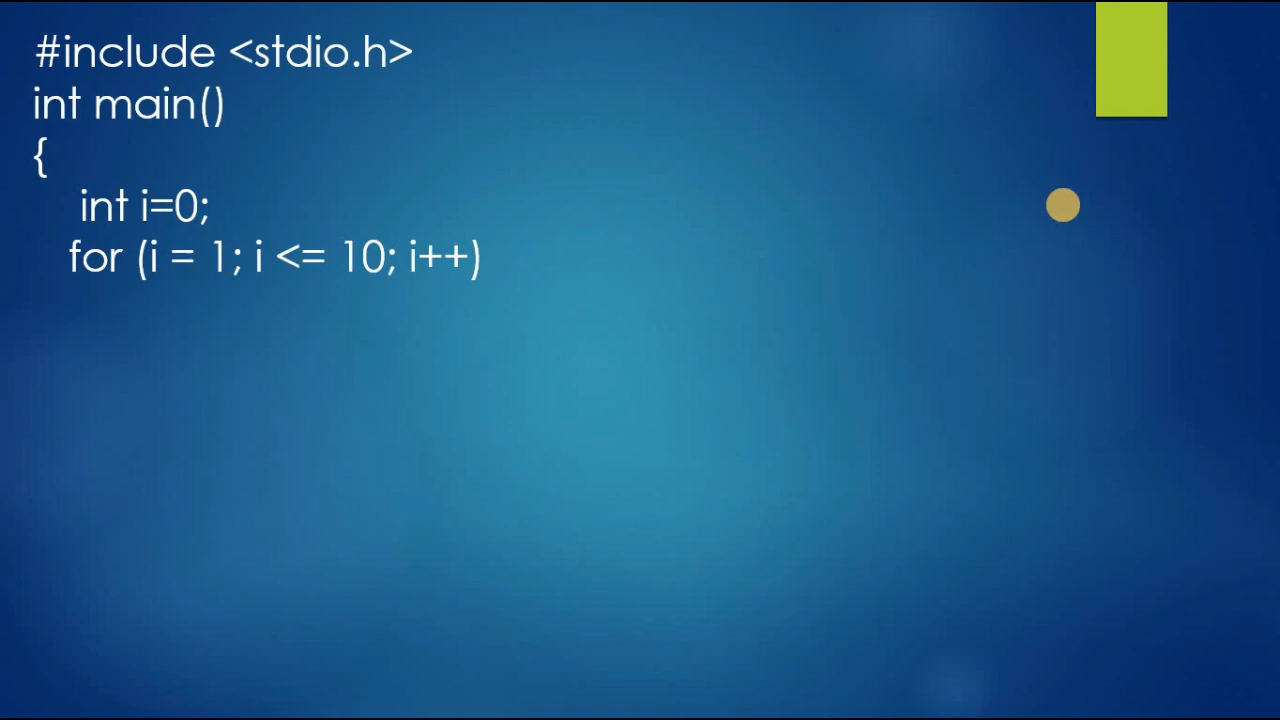 #include <stdio.h>
int main()
{
int i=0;
for (i = 1; i <= 10; i++)